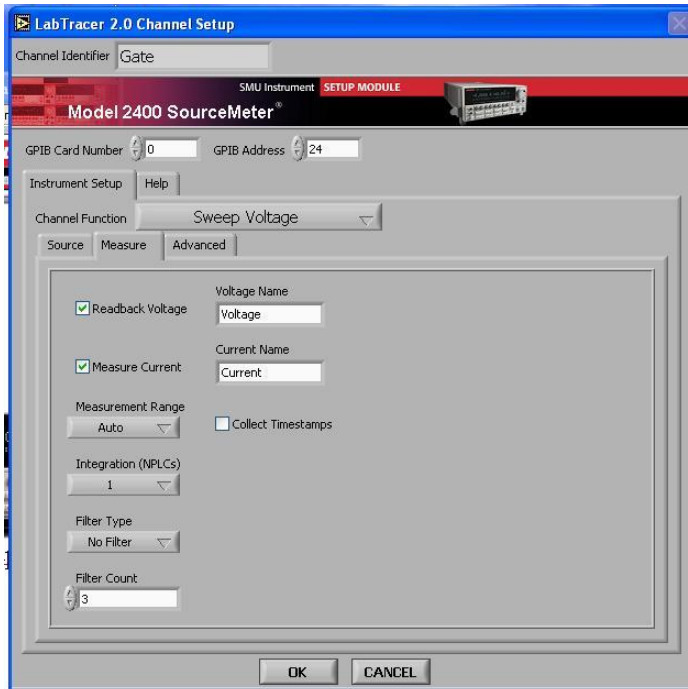 LabTracer 2.0 Channel Setup
Channel Identifier Gate
SMU Instrument SETUP MODULE
Model 2400 SourceMeter®
GPIB Card Number 0 GPIB Address 24
Instrument Setup Help
Channel Function Sweep Voltage
Source Measure Advanced
Voltage Name
Readback Voltage Voltage
Current Name
Measure Current Current
Measurement Range
Auto Collect Timestamps
Integration (NPLCs)
1
Filter Type
No Filter
Filter Count
3
OK CANCEL